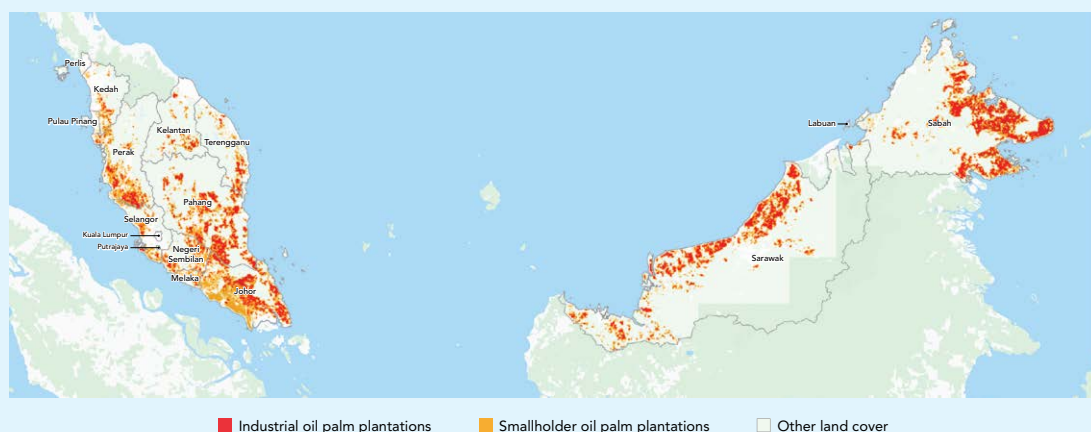 Perlis
Kedah
Pulau Pinang
Perak
Kelantan
Terengganu
Pahang
Selangor
Kuala Lumpur
Putrajaya
Negeri
Sembilan
Melaka
Johor
Labuan
Sabah
Sarawak
Industrial oil palm plantations
Smallholder oil palm plantations
Other land cover